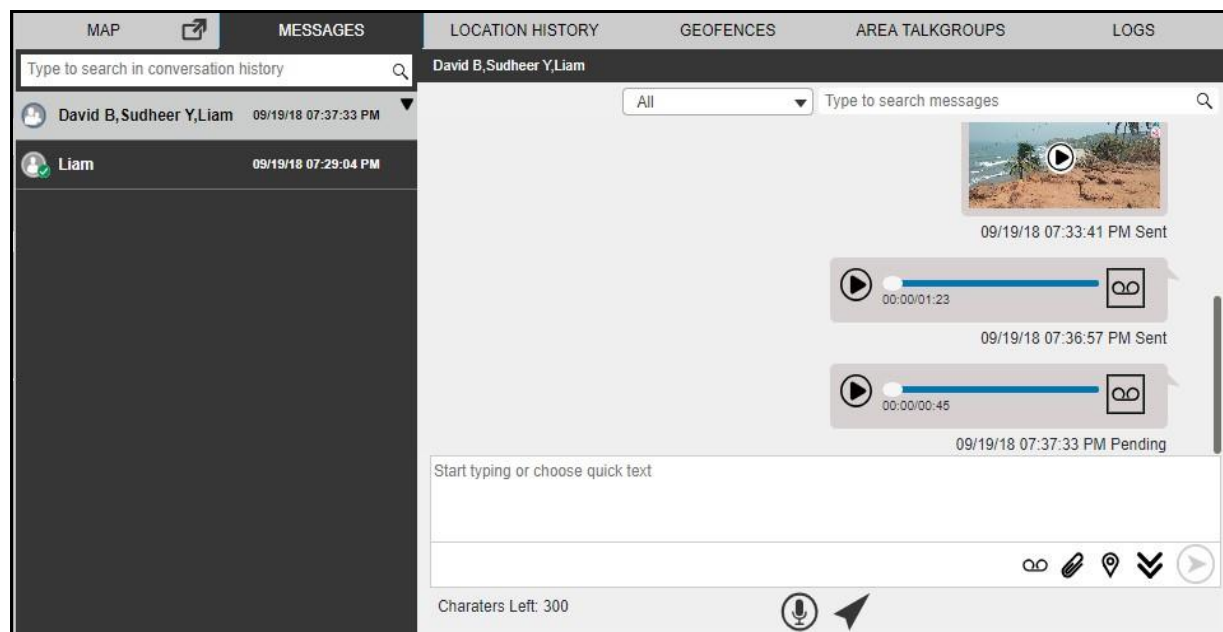 MAP MESSAGES LOCATION HISTORY GEOFENCES AREA TALKGROUPS LOGS
Type to search in conversation history
David B,Sudheer Y,Liam 09/19/18 07:37:33 PM
Liam 09/19/18 07:29:04 PM
David B,Sudheer Y,Liam
All Type to search messages
09/19/18 07:33:41 PM Sent
00:00/01:23
09/19/18 07:36:57 PM Sent
00:00/00:45
09/19/18 07:37:33 PM Pending
Start typing or choose quick text
Charaters Left: 300